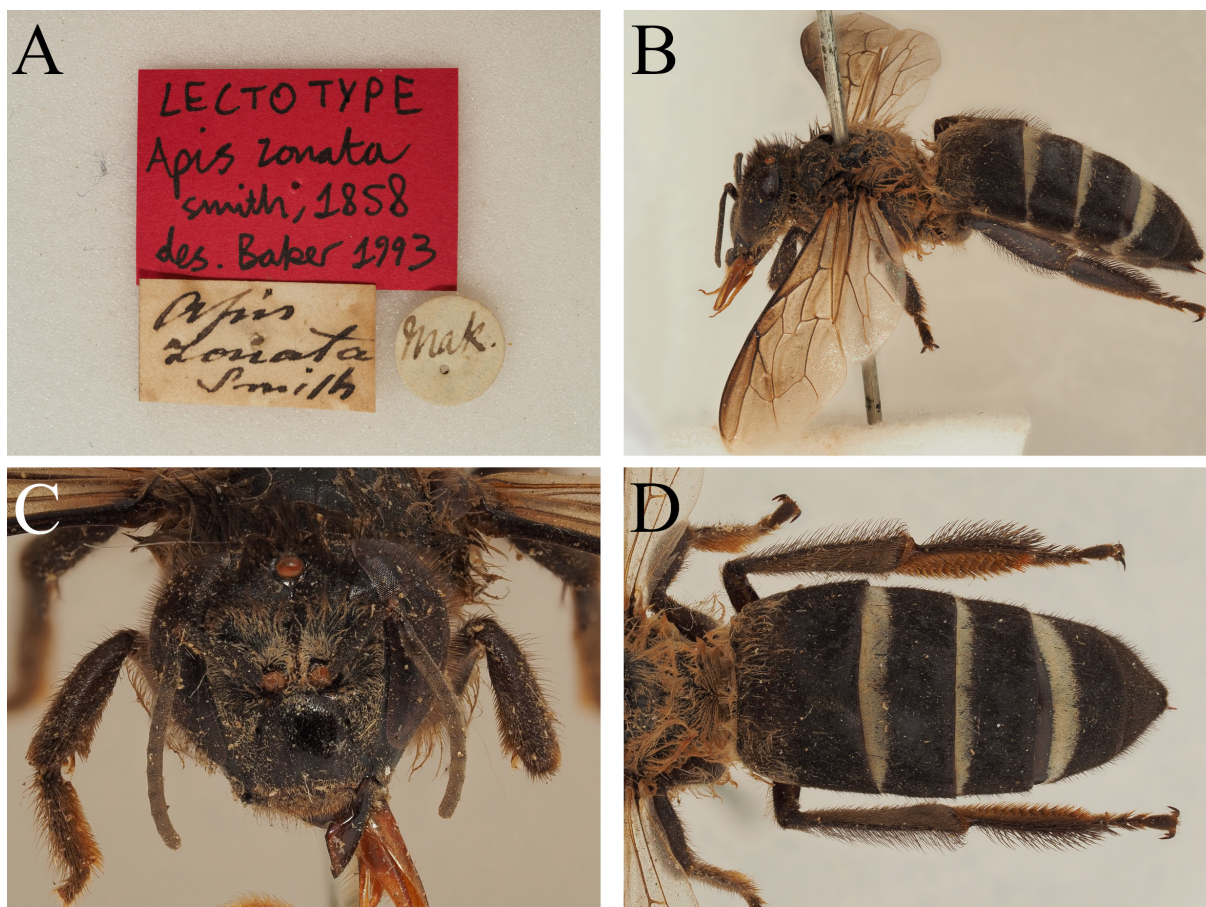 A
LECTOTYPE
Apis zonata
smith, 1858
des. Baker 1993
Apis
zonata
Smith
Mak.
B
C
D